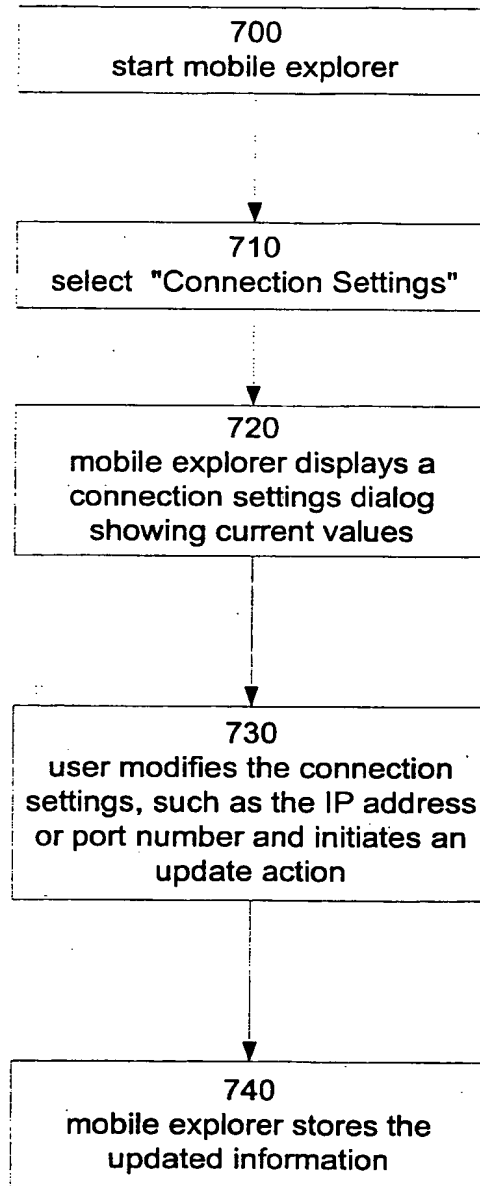 700
start mobile explorer
710
select "Connection Settings"
720
mobile explorer displays a
connection settings dialog
showing current values
730
user modifies the connection
settings, such as the IP address
or port number and initiates an
update action
740
mobile explorer stores the
updated information